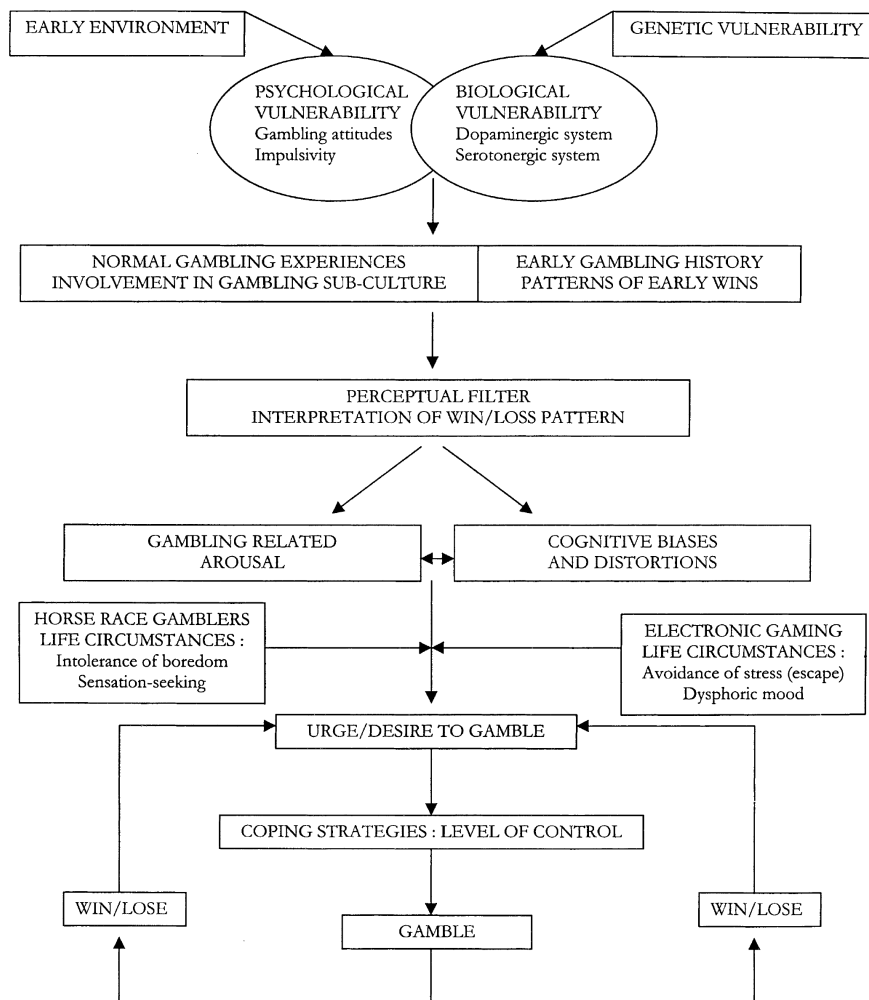 EARLY ENVIRONMENT
GENETIC VULNERABILITY
PSYCHOLOGICAL
VULNERABILITY
Gambling attitudes
Impulsivity
BIOLOGICAL
VULNERABILITY
Dopaminergic system
Serotonergic system
NORMAL GAMBLING EXPERIENCES
INVOLVEMENT IN GAMBLING SUB-CULTURE
EARLY GAMBLING HISTORY
PATTERNS OF EARLY WINS
PERCEPTUAL FILTER
INTERPRETATION OF WIN/LOSS PATTERN
GAMBLING RELATED
AROUSAL
COGNITIVE BIASES
AND DISTORTIONS
HORSE RACE GAMBLERS
LIFE CIRCUMSTANCES :
Intolerance of boredom
Sensation-seeking
ELECTRONIC GAMING
LIFE CIRCUMSTANCES :
Avoidance of stress (escape)
Dysphoric mood
URGE/DESIRE TO GAMBLE
COPING STRATEGIES : LEVEL OF CONTROL
WIN/LOSE
GAMBLE
WIN/LOSE